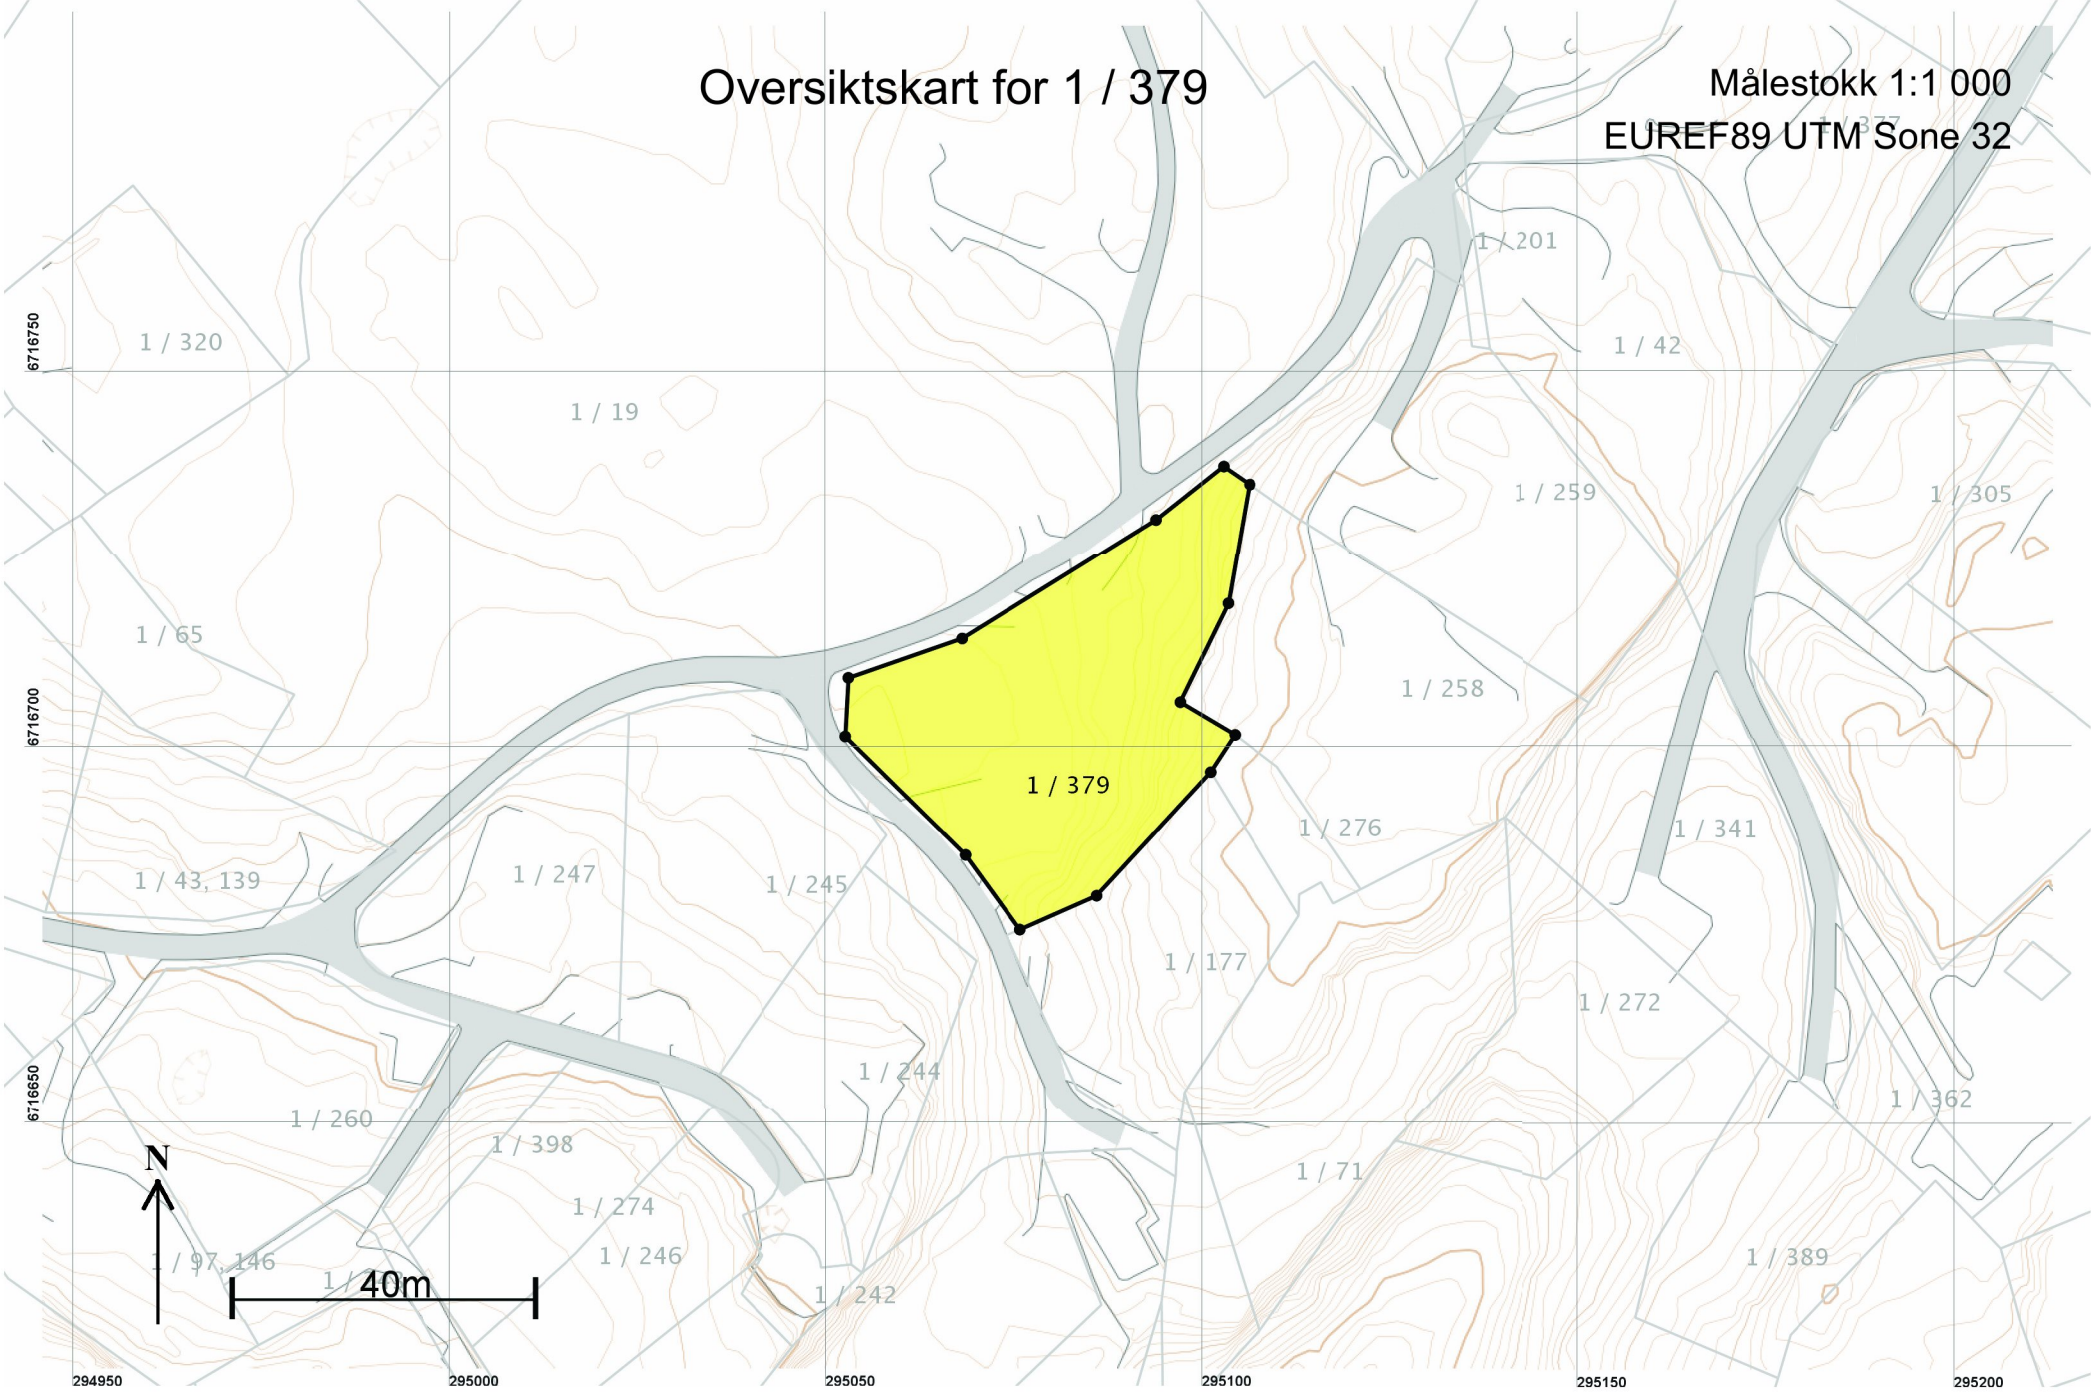 Oversiktskart for 1 / 379
Målestokk 1:1 000
EUREF89 UTM Sone 32
1 / 377
1 / 201
6716750
1 / 320
1 / 42
1 / 19
1 / 259
1 / 305
1 / 65
1 / 258
6716700
1 / 379
1 / 276
1 / 341
1 / 43, 139
1 / 247
1 / 245
1 / 177
1 / 272
6716650
1 / 244
1 / 362
1 / 260
1 / 398
N
1 / 71
1 / 274
1 / 97, 146
1 / 246
1 / 389
40m
1 / 242
294950
295000
295050
295100
295150
295200